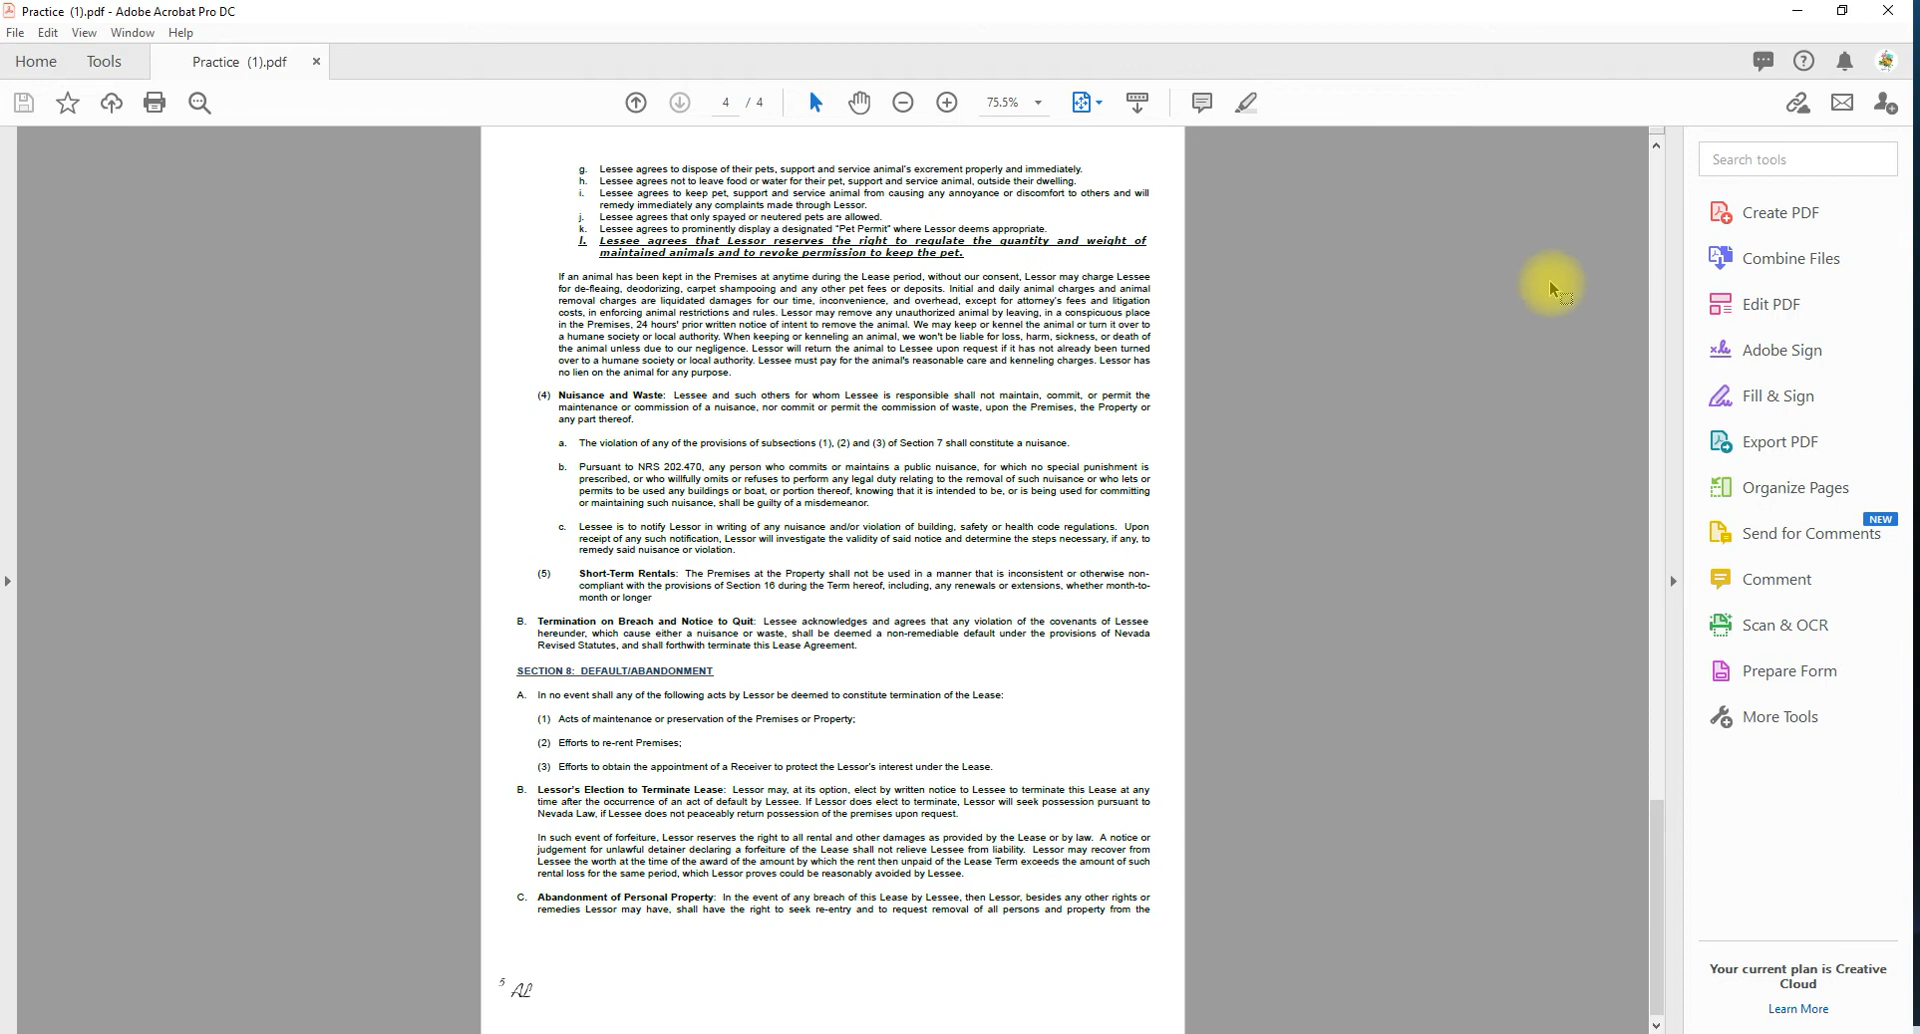 Practice (1).pdf - Adobe Acrobat Pro DC
File Edit View Window Help
Home Tools Practice (1).pdf ×
4 / 4 75.5%
g. Lessee agrees to dispose of their pets, support and service animal's excrement properly and immediately.
h. Lessee agrees not to leave food or water for their pet, support and service animal, outside their dwelling.
i. Lessee agrees to keep pet, support and service animal from causing any annoyance or discomfort to others and will
remedy immediately any complaints made through Lessor.
j. Lessee agrees that only spayed or neutered pets are allowed.
k. Lessee agrees to prominently display a designated "Pet Permit" where Lessor deems appropriate.
l. Lessee agrees that Lessor reserves the right to regulate the quantity and weight of
maintained animals and to revoke permission to keep the pet.
If an animal has been kept in the Premises at anytime during the Lease period, without our consent, Lessor may charge Lessee
for de-fleaing, deodorizing, carpet shampooing and any other pet fees or deposits. Initial and daily animal charges and animal
removal charges are liquidated damages for our time, inconvenience, and overhead, except for attorney's fees and litigation
costs, in enforcing animal restrictions and rules. Lessor may remove any unauthorized animal by leaving, in a conspicuous place
in the Premises, 24 hours' prior written notice of intent to remove the animal. We may keep or kennel the animal or turn it over to
a humane society or local authority. When keeping or kenneling an animal, we won't be liable for loss, harm, sickness, or death of
the animal unless due to our negligence. Lessor will return the animal to Lessee upon request if it has not already been turned
over to a humane society or local authority. Lessee must pay for the animal's reasonable care and kenneling charges. Lessor has
no lien on the animal for any purpose.
(4) Nuisance and Waste: Lessee and such others for whom Lessee is responsible shall not maintain, commit, or permit the
maintenance or commission of a nuisance, nor commit or permit the commission of waste, upon the Premises, the Property or
any part thereof.
a. The violation of any of the provisions of subsections (1), (2) and (3) of Section 7 shall constitute a nuisance.
b. Pursuant to NRS 202.470, any person who commits or maintains a public nuisance, for which no special punishment is
prescribed, or who willfully omits or refuses to perform any legal duty relating to the removal of such nuisance or who lets or
permits to be used any buildings or boat, or portion thereof, knowing that it is intended to be, or is being used for committing
or maintaining such nuisance, shall be guilty of a misdemeanor.
c. Lessee is to notify Lessor in writing of any nuisance and/or violation of building, safety or health code regulations. Upon
receipt of any such notification, Lessor will investigate the validity of said notice and determine the steps necessary, if any, to
remedy said nuisance or violation.
(5) Short-Term Rentals: The Premises at the Property shall not be used in a manner that is inconsistent or otherwise non-
compliant with the provisions of Section 16 during the Term hereof, including, any renewals or extensions, whether month-to-
month or longer
B. Termination on Breach and Notice to Quit: Lessee acknowledges and agrees that any violation of the covenants of Lessee
hereunder, which cause either a nuisance or waste, shall be deemed a non-remediable default under the provisions of Nevada
Revised Statutes, and shall forthwith terminate this Lease Agreement.
SECTION 8: DEFAULT/ABANDONMENT
A. In no event shall any of the following acts by Lessor be deemed to constitute termination of the Lease:
(1) Acts of maintenance or preservation of the Premises or Property;
(2) Efforts to re-rent Premises;
(3) Efforts to obtain the appointment of a Receiver to protect the Lessor's interest under the Lease.
B. Lessor's Election to Terminate Lease: Lessor may, at its option, elect by written notice to Lessee to terminate this Lease at any
time after the occurrence of an act of default by Lessee. If Lessor does elect to terminate, Lessor will seek possession pursuant to
Nevada Law, if Lessee does not peaceably return possession of the premises upon request.
In such event of forfeiture, Lessor reserves the right to all rental and other damages as provided by the Lease or by law. A notice or
judgement for unlawful detainer declaring a forfeiture of the Lease shall not relieve Lessee from liability. Lessor may recover from
Lessee the worth at the time of the award of the amount by which the rent then unpaid of the Lease Term exceeds the amount of such
rental loss for the same period, which Lessor proves could be reasonably avoided by Lessee.
C. Abandonment of Personal Property: In the event of any breach of this Lease by Lessee, then Lessor, besides any other rights or
remedies Lessor may have, shall have the right to seek re-entry and to request removal of all persons and property from the
5 AL
Search tools
Create PDF
Combine Files
Edit PDF
Adobe Sign
Fill & Sign
Export PDF
Organize Pages
NEW
Send for Comments
Comment
Scan & OCR
Prepare Form
More Tools
Your current plan is Creative
Cloud
Learn More